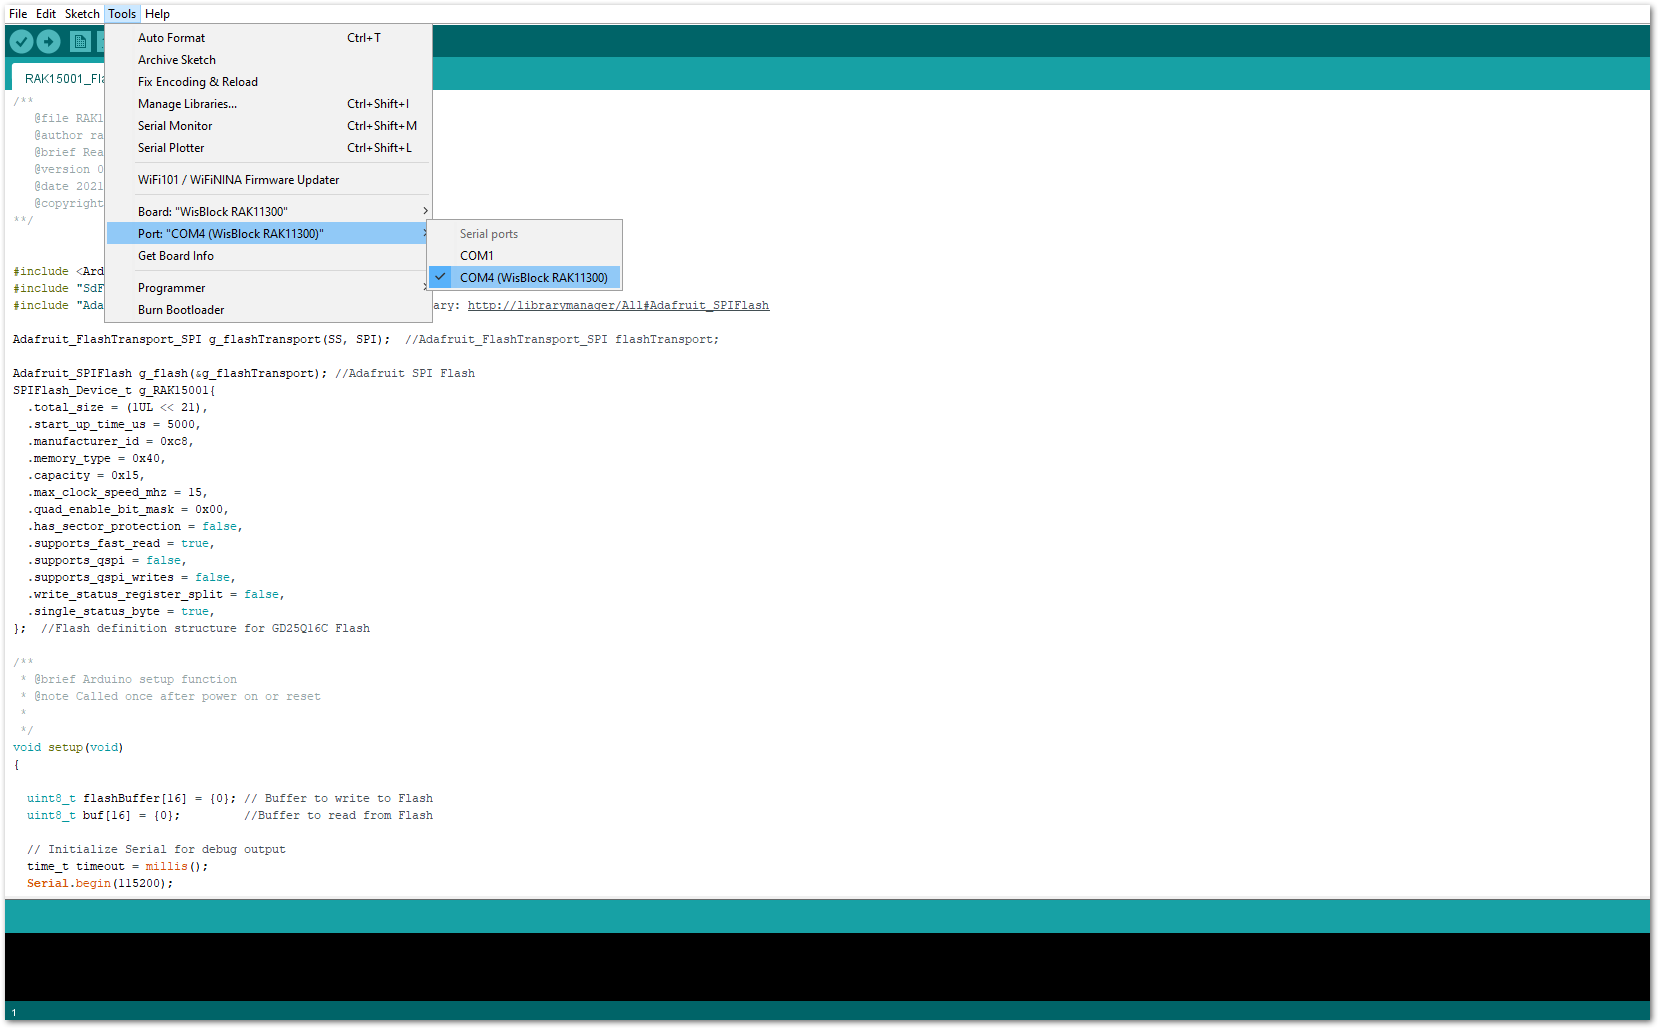 File Edit Sketch Tools Help
Auto Format Ctrl+T
Archive Sketch
Fix Encoding & Reload
Manage Libraries... Ctrl+Shift+I
Serial Monitor Ctrl+Shift+M
Serial Plotter Ctrl+Shift+L
WiFi101 / WiFiNINA Firmware Updater
Board: "WisBlock RAK11300"
Port: "COM4 (WisBlock RAK11300)"
Get Board Info
Programmer
Burn Bootloader
Serial ports
COM1
COM4 (WisBlock RAK11300)
RAK15001_Fla
/**
@file RAK1
@author ra
@brief Rea
@version 0
@date 2021
@copyright
**/
#include <Ard
#include "SdF
#include "Ada ary: http://librarymanager/All#Adafruit_SPIFlash
Adafruit_FlashTransport_SPI g_flashTransport(SS, SPI); //Adafruit_FlashTransport_SPI flashTransport;
Adafruit_SPIFlash g_flash(&g_flashTransport); //Adafruit SPI Flash
SPIFlash_Device_t g_RAK15001{
.total_size = (1UL << 21),
.start_up_time_us = 5000,
.manufacturer_id = 0xc8,
.memory_type = 0x40,
.capacity = 0x15,
.max_clock_speed_mhz = 15,
.quad_enable_bit_mask = 0x00,
.has_sector_protection = false,
.supports_fast_read = true,
.supports_qspi = false,
.supports_qspi_writes = false,
.write_status_register_split = false,
.single_status_byte = true,
}; //Flash definition structure for GD25Q16C Flash
/**
* @brief Arduino setup function
* @note Called once after power on or reset
*
*/
void setup(void)
{
uint8_t flashBuffer[16] = {0}; // Buffer to write to Flash
uint8_t buf[16] = {0}; //Buffer to read from Flash
// Initialize Serial for debug output
time_t timeout = millis();
Serial.begin(115200);
1